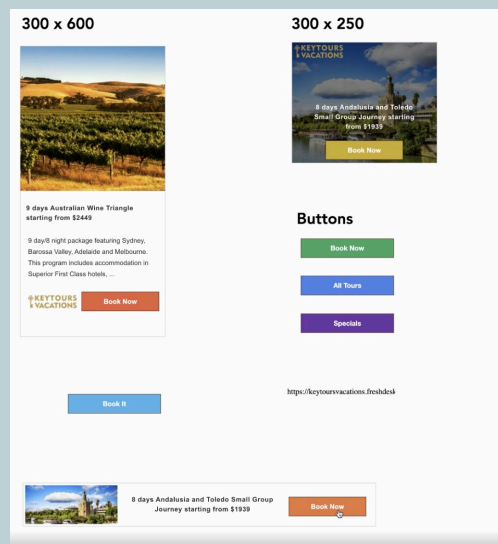 300 x 600
300 x 250
KEYTOURS
VACATIONS
8 days Andalusia and Toledo
Small Group Journey starting
from $1939
Book Now
9 days Australian Wine Triangle
starting from $2449
9 day/8 night package featuring Sydney,
Barossa Valley, Adelaide and Melbourne.
This program includes accommodation in
Superior First Class hotels, ...
KEYTOURS
VACATIONS
Book Now
Buttons
Book Now
All Tours
Specials
Book It
https://keytoursvacations.freshdesk
8 days Andalusia and Toledo Small Group
Journey starting from $1939
Book Now